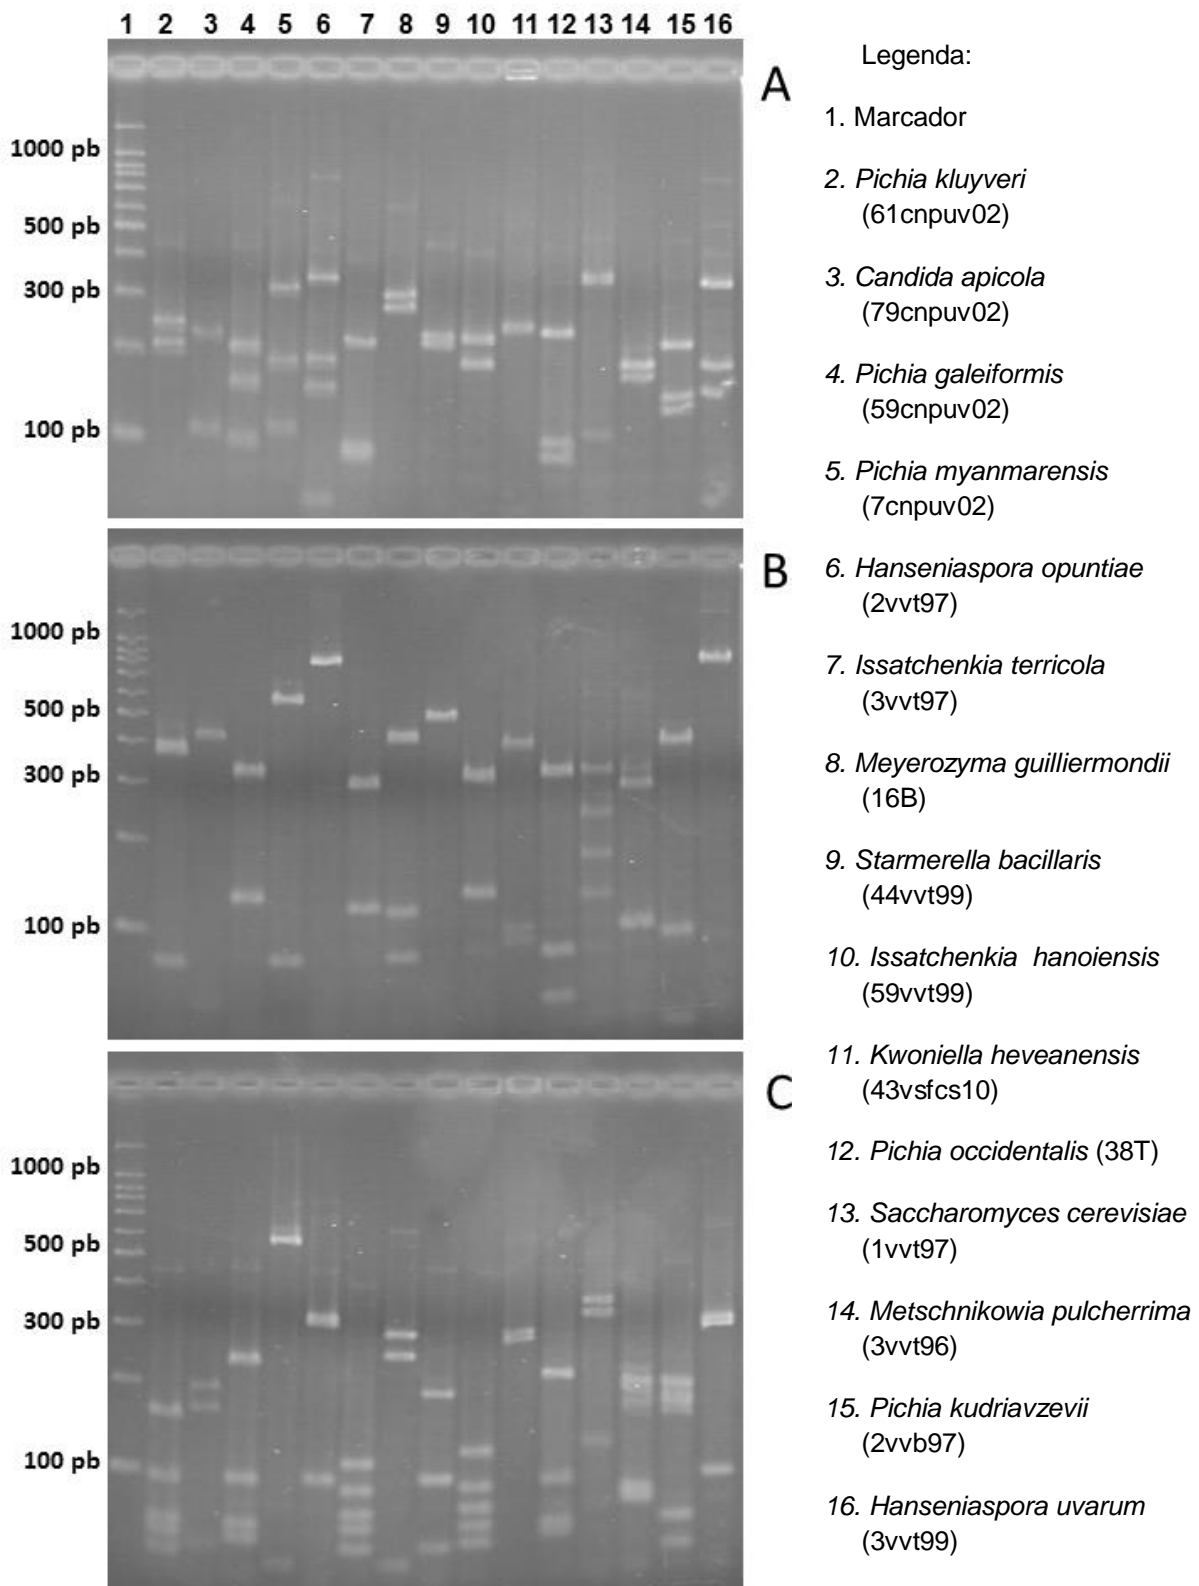 1 2 3 4 5 6 7 8 9 10 11 12 13 14 15 16
A
1000 pb
500 pb
300 pb
100 pb
B
1000 pb
500 pb
300 pb
100 pb
C
1000 pb
500 pb
300 pb
100 pb
Legenda:
1. Marcador
2. Pichia kluyveri
(61cnpuv02)
3. Candida apicola
(79cnpuv02)
4. Pichia galeiformis
(59cnpuv02)
5. Pichia myanmarensis
(7cnpuv02)
6. Hanseniaspora opuntiae
(2vvt97)
7. Issatchenkia terricola
(3vvt97)
8. Meyerozyma guilliermondii
(16B)
9. Starmerella bacillaris
(44vvt99)
10. Issatchenkia hanoiensis
(59vvt99)
11. Kwoniella heveanensis
(43vsfcs10)
12. Pichia occidentalis (38T)
13. Saccharomyces cerevisiae
(1vvt97)
14. Metschnikowia pulcherrima
(3vvt96)
15. Pichia kudriavzevii
(2vvb97)
16. Hanseniaspora uvarum
(3vvt99)